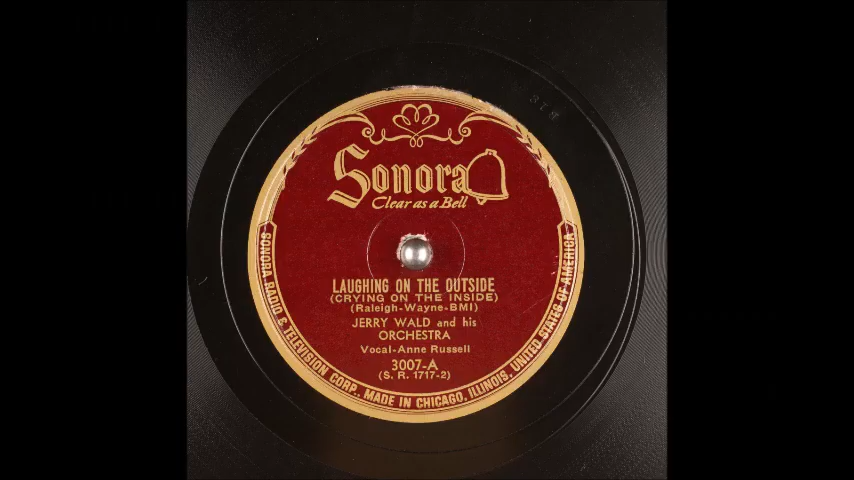 Sonora
Clear as a Bell
LAUGHING ON THE OUTSIDE
(CRYING ON THE INSIDE)
(Raleigh-Wayne-BMI)
JERRY WALD and his
ORCHESTRA
Vocal-Anne Russell
3007-A
(S. R. 1717-2)
SONORA RADIO & TELEVISION CORP., MADE IN CHICAGO, ILLINOIS, UNITED STATES OF AMERICA